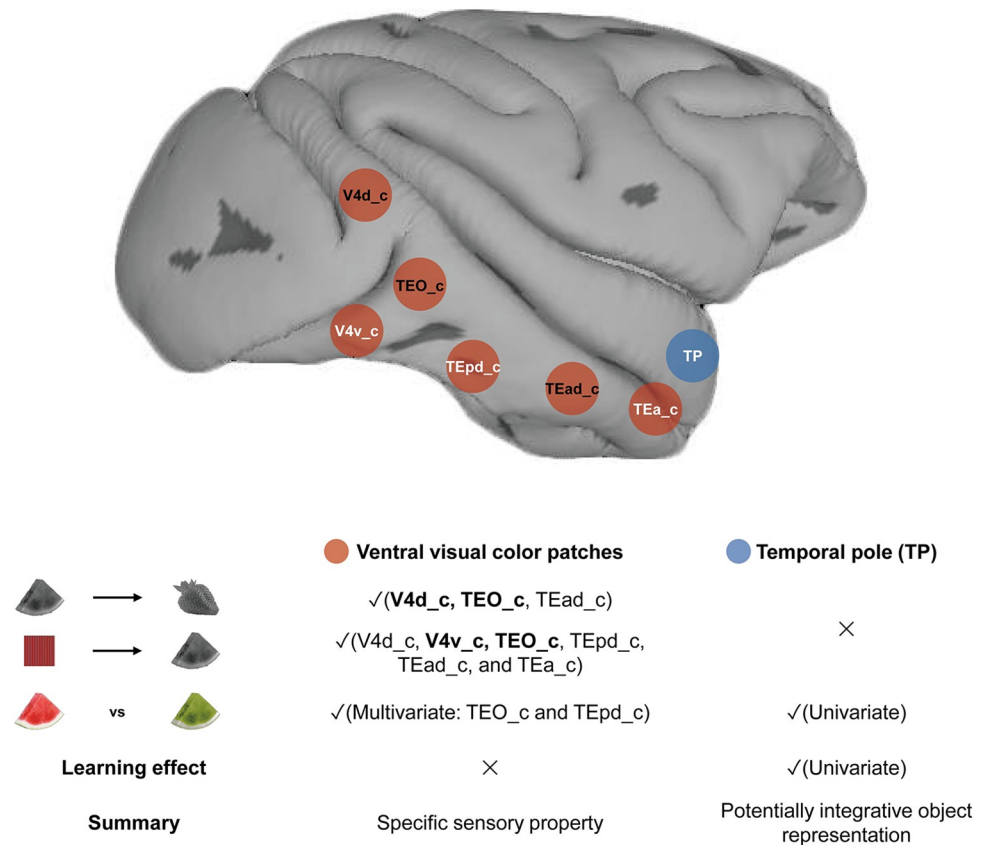 V4d_c
TEO_c
V4v_c
TP
TEpd_c
TEad_c
TEa_c
Ventral visual color patches
Temporal pole (TP)
✓(V4d_c, TEO_c, TEad_c)
×
✓(V4d_c, V4v_c, TEO_c, TEpd_c,
TEad_c, and TEa_c)
vs
✓(Multivariate: TEO_c and TEpd_c)
✓(Univariate)
Learning effect
×
✓(Univariate)
Summary
Specific sensory property
Potentially integrative object
representation